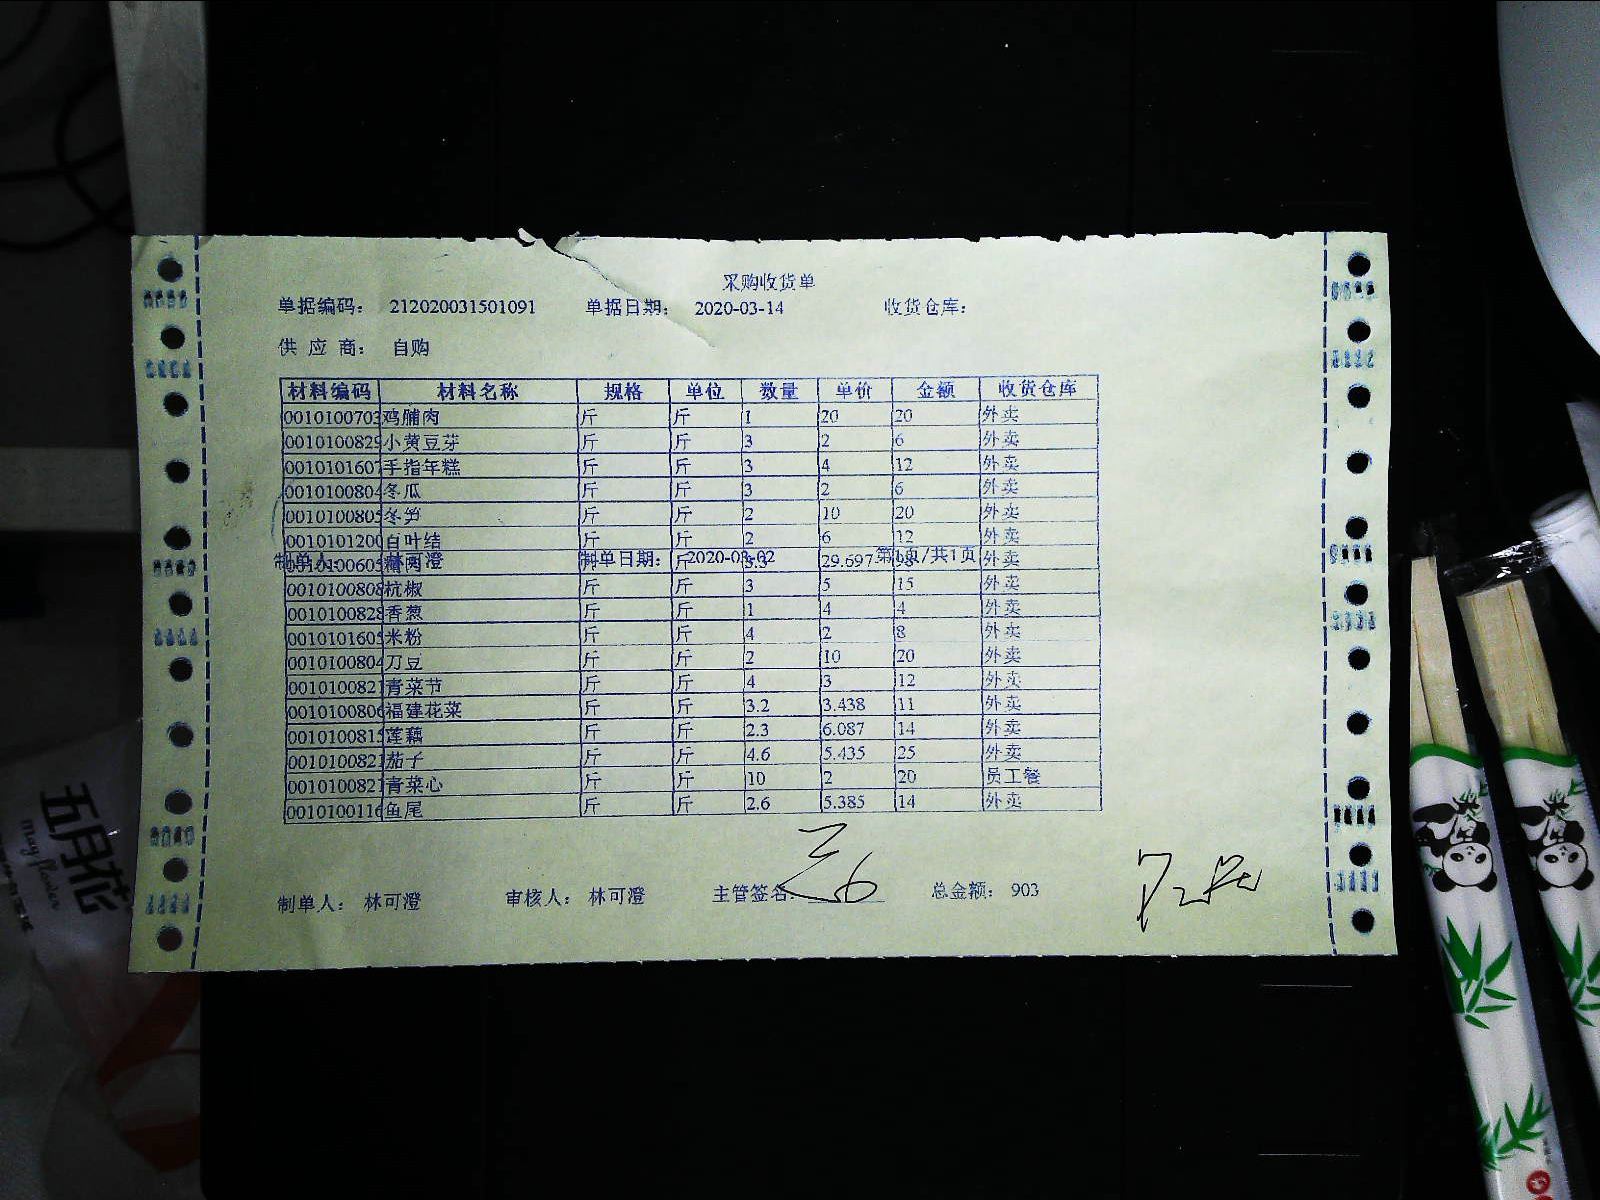 采购收货单
单据编码: 212020031501091 单据日期: 2020-03-14 收货仓库:
供 应 商: 自购
材料编码 材料名称 规格 单位 数量 单价 金额 收货仓库
0010100703 鸡脯肉 斤 斤 1 20 20 外卖
0010100829 小黄豆芽 斤 斤 3 2 6 外卖
0010101607 手指年糕 斤 斤 3 4 12 外卖
0010100804 冬瓜 斤 斤 3 2 6 外卖
0010100805 冬笋 斤 斤 2 10 20 外卖
0010101200 百叶结 斤 斤 2 6 12 外卖
制单人: 林可澄 制单日期: 2020-03-02 第1页/共1页
斤 3.3 29.697 98 外卖
0010100808 杭椒 斤 斤 3 5 15 外卖
0010100828 香葱 斤 斤 1 4 4 外卖
0010101605 米粉 斤 斤 4 2 8 外卖
0010100804 刀豆 斤 斤 2 10 20 外卖
0010100821 青菜节 斤 斤 4 3 12 外卖
0010100806 福建花菜 斤 斤 3.2 3.438 11 外卖
0010100815 莲藕 斤 斤 2.3 6.087 14 外卖
0010100821 茄子 斤 斤 4.6 5.435 25 外卖
0010100821 青菜心 斤 斤 10 2 20 员工餐
0010100116 鱼尾 斤 斤 2.6 5.385 14 外卖
制单人: 林可澄 审核人: 林可澄 主管签名: 总金额: 903
五月花
May flower